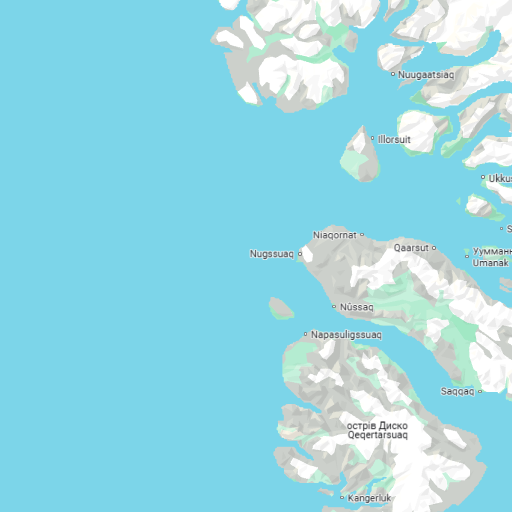 Nuugaatsiaq
Illorsuit
Ukkus
Niaqornat
Qaarsut
S
Уумманн
Umanak
Nugssuaq
Nûssaq
Napasuligssuaq
Saqqaq
острів Диско
Qeqertarsuaq
Kangerluk